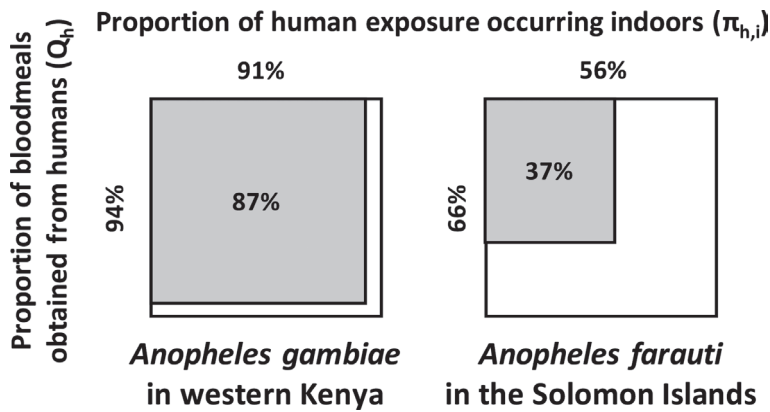 Proportion of human exposure occurring indoors (πh,i)
Proportion of bloodmeals
obtained from humans (Qh)
91%
94%
87%
Anopheles gambiae
in western Kenya
56%
66%
37%
Anopheles farauti
in the Solomon Islands